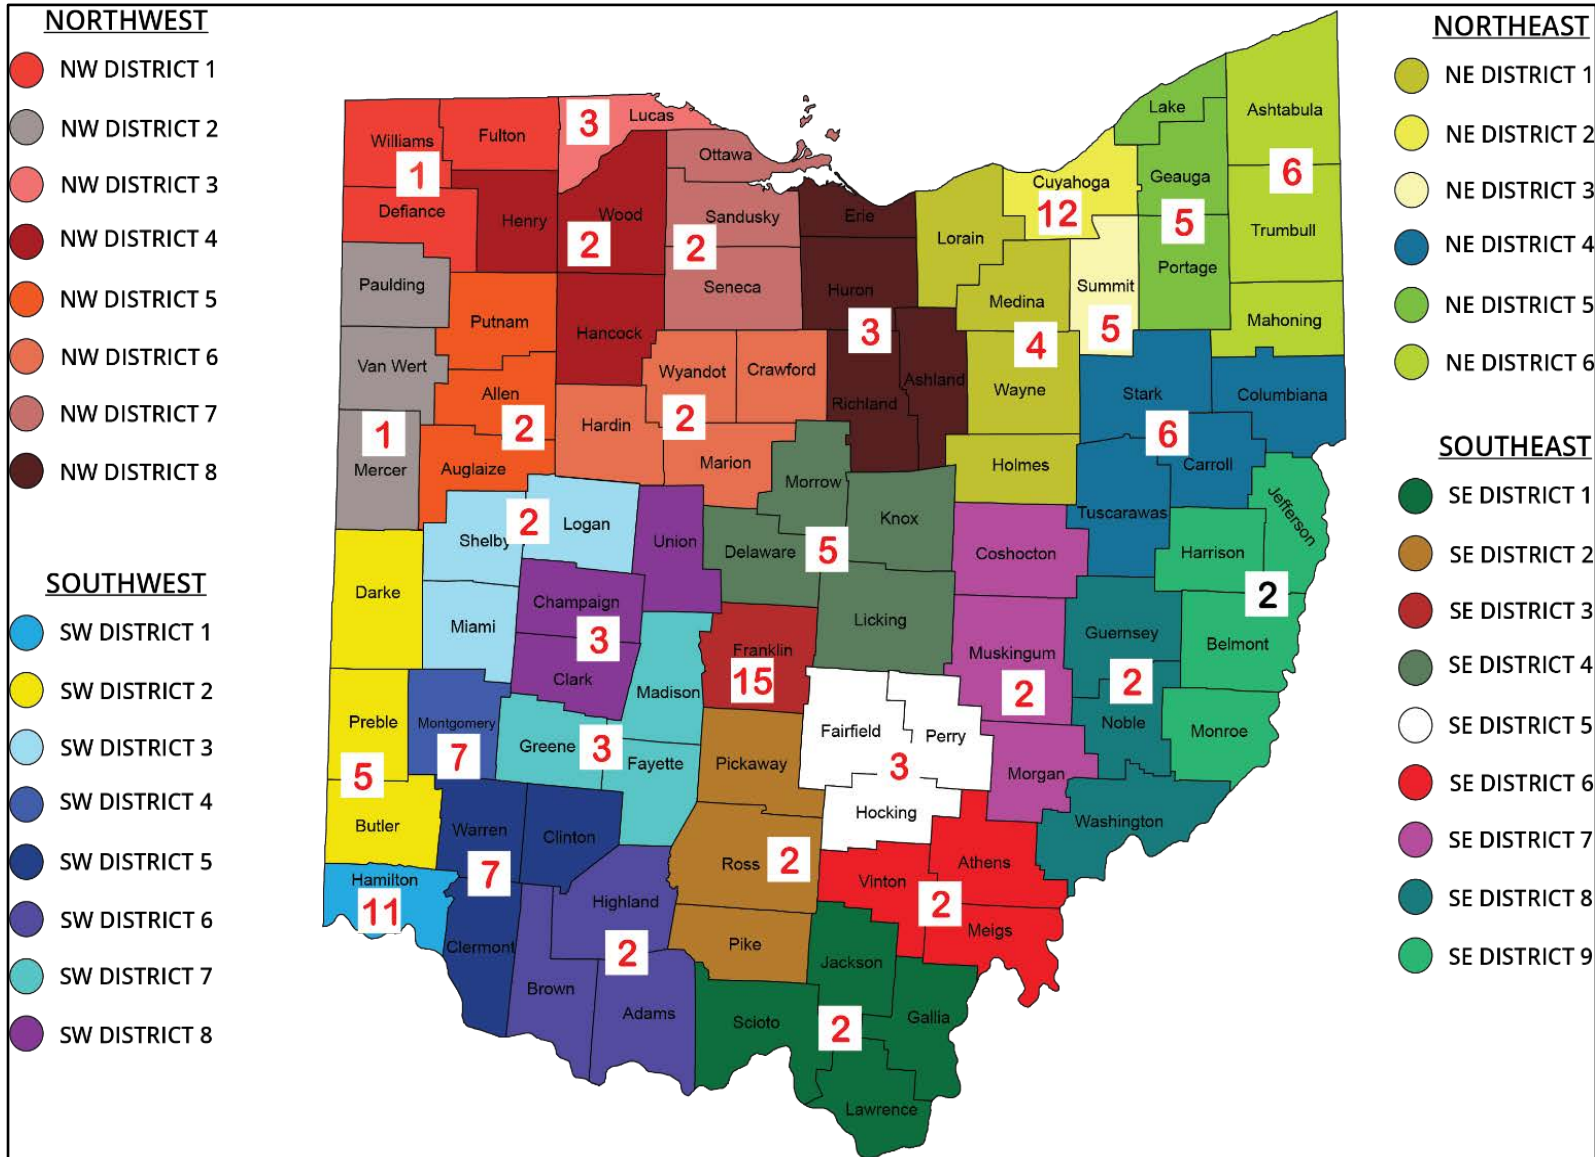 NORTHWEST
NW DISTRICT 1
NW DISTRICT 2
NW DISTRICT 3
NW DISTRICT 4
NW DISTRICT 5
NW DISTRICT 6
NW DISTRICT 7
NW DISTRICT 8
SOUTHWEST
SW DISTRICT 1
SW DISTRICT 2
SW DISTRICT 3
SW DISTRICT 4
SW DISTRICT 5
SW DISTRICT 6
SW DISTRICT 7
SW DISTRICT 8
Williams
Fulton
1
Defiance
Henry
3
Lucas
Wood
2
Hancock
Ottawa
Sandusky
2
Seneca
Erie
Huron
3
Ashland
Richland
Paulding
Van Wert
1
Mercer
Putnam
Allen
2
Auglaize
Wyandot
Crawford
Hardin
2
Marion
Lorain
Medina
4
Wayne
Holmes
Cuyahoga
12
Summit
5
Lake
Geauga
5
Portage
Ashtabula
6
Trumbull
Mahoning
Stark
Columbiana
6
Carroll
Tuscarawas
Morrow
Knox
Delaware
5
Licking
Shelby
2
Logan
Miami
Union
Champaign
3
Clark
Darke
Preble
5
Butler
Montgomery
7
Greene
3
Madison
Fayette
Franklin
15
Coshocton
Muskingum
2
Morgan
Guernsey
2
Noble
Washington
Jefferson
Harrison
2
Belmont
Monroe
Fairfield
Perry
3
Hocking
Pickaway
Ross
2
Pike
Warren
Clinton
7
Clermont
Hamilton
11
Highland
2
Brown
Adams
Vinton
Athens
2
Meigs
Jackson
Scioto
2
Gallia
Lawrence
NORTHEAST
NE DISTRICT 1
NE DISTRICT 2
NE DISTRICT 3
NE DISTRICT 4
NE DISTRICT 5
NE DISTRICT 6
SOUTHEAST
SE DISTRICT 1
SE DISTRICT 2
SE DISTRICT 3
SE DISTRICT 4
SE DISTRICT 5
SE DISTRICT 6
SE DISTRICT 7
SE DISTRICT 8
SE DISTRICT 9